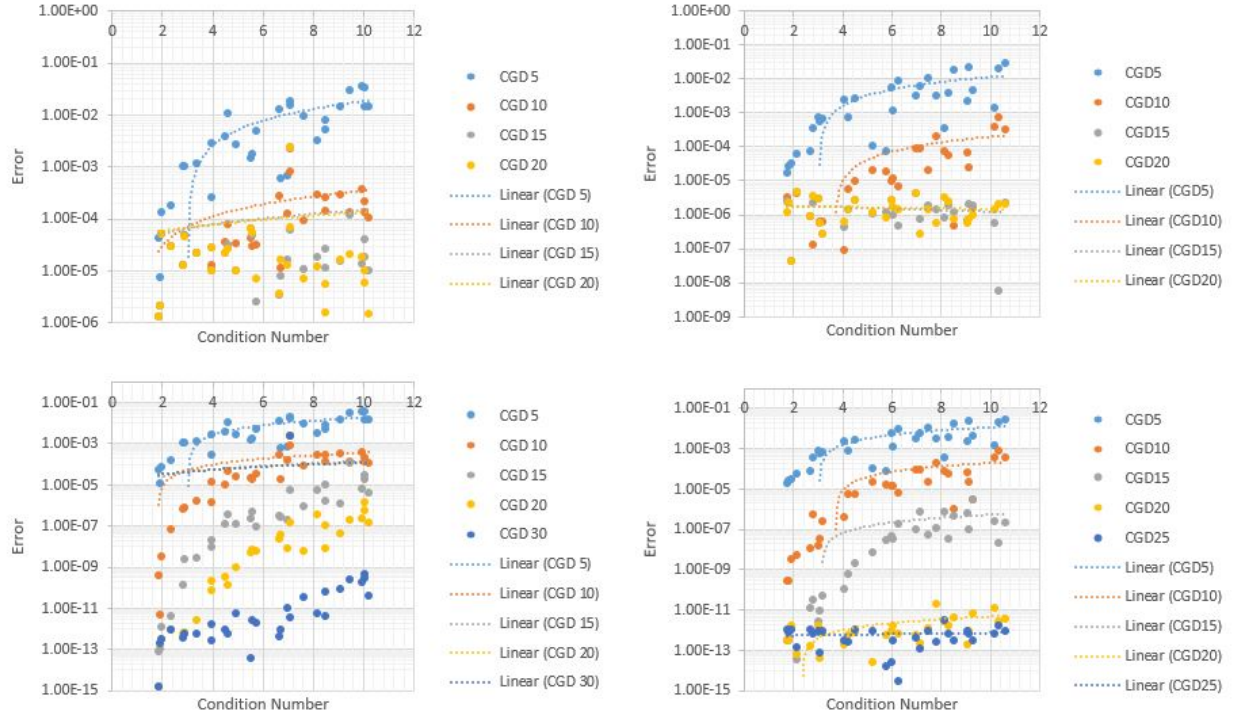 1.00E+00
0 2 4 6 8 10 12
1.00E-01
1.00E-02
1.00E-03
1.00E-04
1.00E-05
1.00E-06
Error
Condition Number
CGD 5
CGD 10
CGD 15
CGD 20
Linear (CGD 5)
Linear (CGD 10)
Linear (CGD 15)
Linear (CGD 20)
1.00E+00
0 2 4 6 8 10 12
1.00E-01
1.00E-02
1.00E-03
1.00E-04
1.00E-05
1.00E-06
1.00E-07
1.00E-08
1.00E-09
Error
Condition Number
CGD5
CGD10
CGD15
CGD20
Linear (CGD5)
Linear (CGD10)
Linear (CGD15)
Linear (CGD20)
0 2 4 6 8 10 12
1.00E-01
1.00E-03
1.00E-05
1.00E-07
1.00E-09
1.00E-11
1.00E-13
1.00E-15
Error
Condition Number
CGD 5
CGD 10
CGD 15
CGD 20
CGD 30
Linear (CGD 5)
Linear (CGD 10)
Linear (CGD 15)
Linear (CGD 20)
Linear (CGD 30)
0 2 4 6 8 10 12
1.00E-01
1.00E-03
1.00E-05
1.00E-07
1.00E-09
1.00E-11
1.00E-13
1.00E-15
Error
Condition Number
CGD5
CGD10
CGD15
CGD20
CGD25
Linear (CGD5)
Linear (CGD10)
Linear (CGD15)
Linear (CGD20)
Linear (CGD25)